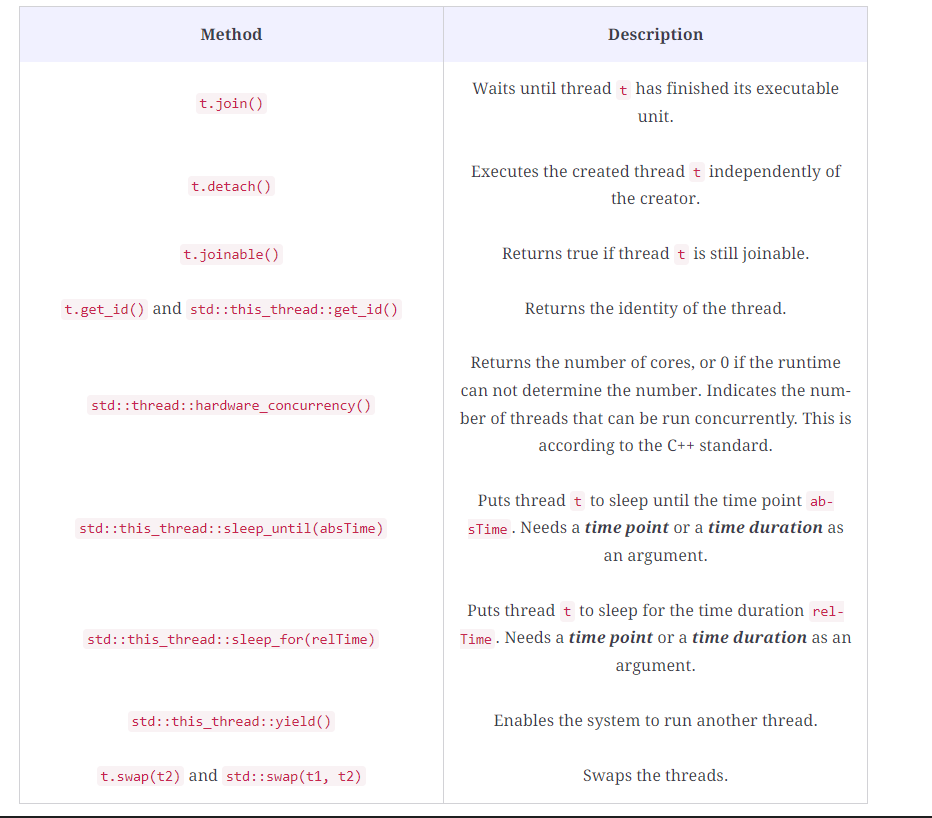 Method Description
t.join() Waits until thread t has finished its executable
unit.
t.detach() Executes the created thread t independently of
the creator.
t.joinable() Returns true if thread t is still joinable.
t.get_id() and std::this_thread::get_id() Returns the identity of the thread.
std::thread::hardware_concurrency() Returns the number of cores, or 0 if the runtime
can not determine the number. Indicates the num-
ber of threads that can be run concurrently. This is
according to the C++ standard.
std::this_thread::sleep_until(absTime) Puts thread t to sleep until the time point ab-
sTime . Needs a time point or a time duration as
an argument.
std::this_thread::sleep_for(relTime) Puts thread t to sleep for the time duration rel-
Time . Needs a time point or a time duration as an
argument.
std::this_thread::yield() Enables the system to run another thread.
t.swap(t2) and std::swap(t1, t2) Swaps the threads.